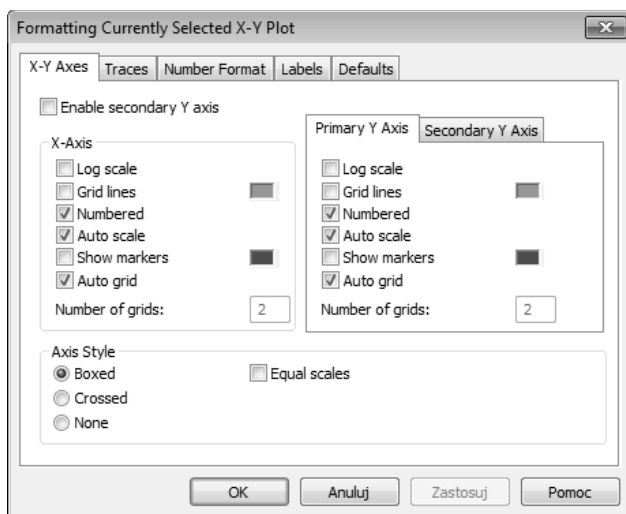 Formatting Currently Selected X-Y Plot
X-Y Axes Traces Number Format Labels Defaults
Enable secondary Y axis
X-Axis
Log scale
Grid lines
Numbered
Auto scale
Show markers
Auto grid
Number of grids: 2
Primary Y Axis Secondary Y Axis
Log scale
Grid lines
Numbered
Auto scale
Show markers
Auto grid
Number of grids: 2
Axis Style
Boxed Equal scales
Crossed
None
OK Anuluj Zastosuj Pomoc